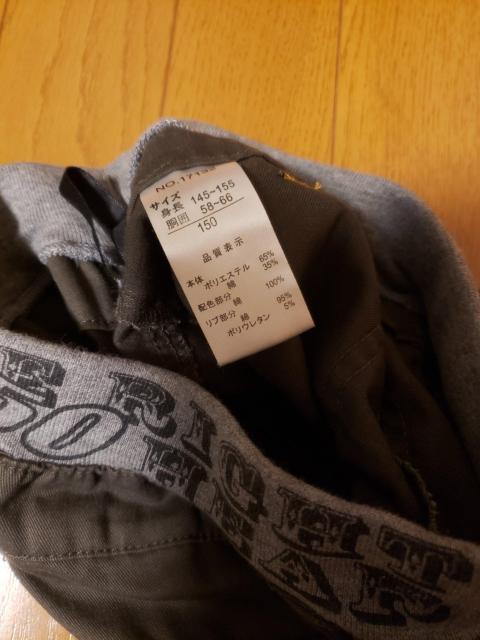 NO.17132
サイズ
身長 145~155
胴囲 58~66
150
品質表示
本体 ポリエステル 65%
綿 35%
配色部分 綿 100%
リブ部分 綿 95%
ポリウレタン 5%
RIGHT